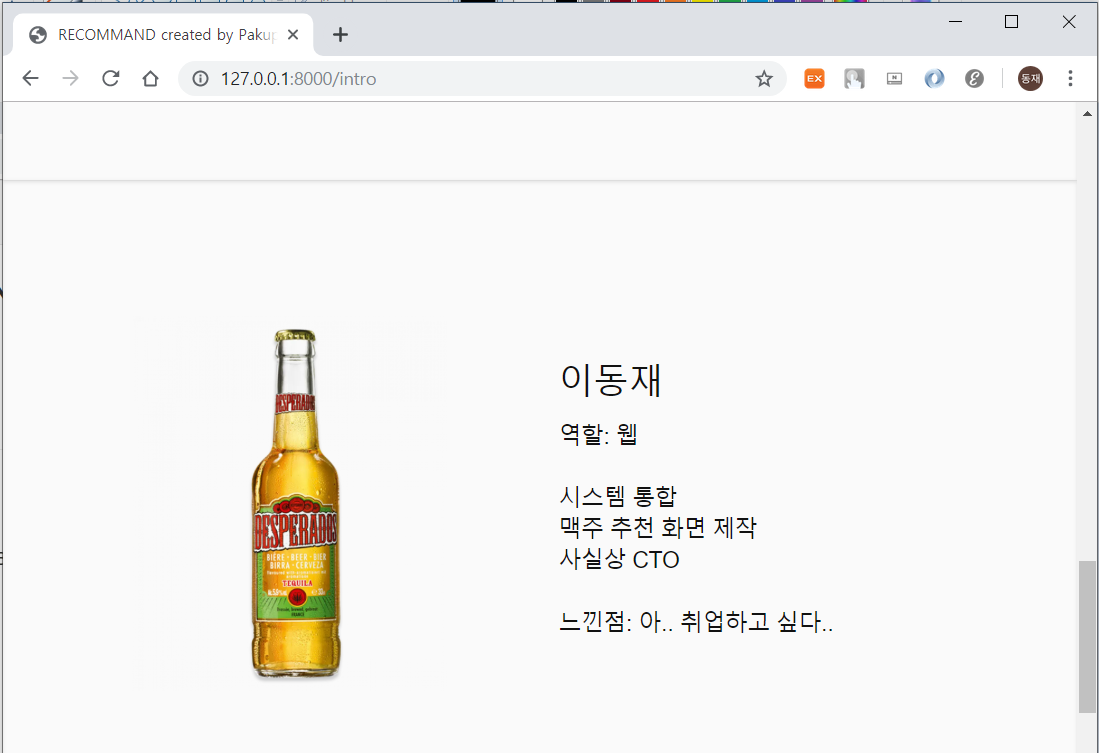 RECOMMAND created by Pakup
127.0.0.1:8000/intro
EX
동재
이동재
역할: 웹
시스템 통합
맥주 추천 화면 제작
사실상 CTO
느낀점: 아.. 취업하고 싶다..
DESPERADOS
DESPERADOS
BIÈRE · BEER · BIER
BIRRA · CERVEZA
TEQUILA